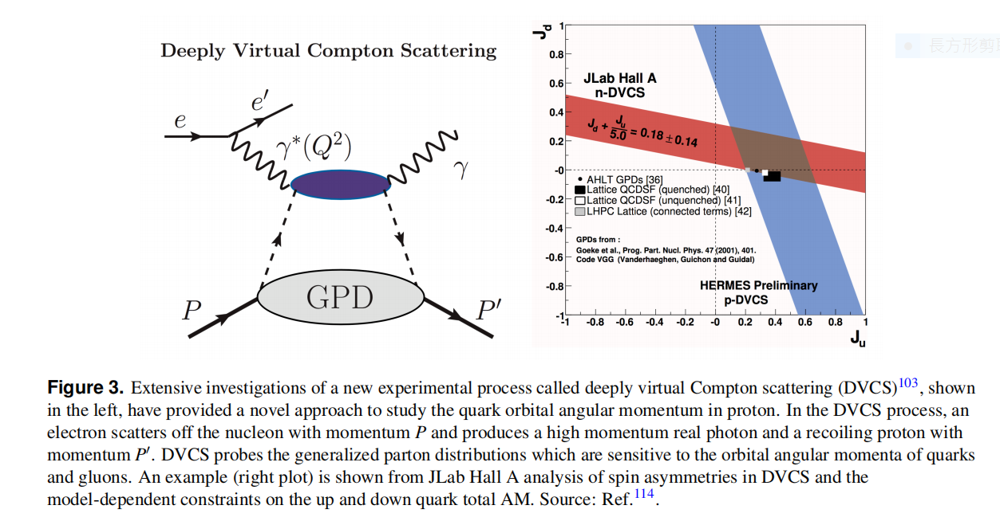 Deeply Virtual Compton Scattering
e
e′
γ*(Q²)
γ
GPD
P
P′
J_d
1
0.8
0.6
0.4
0.2
-0
-0.2
-0.4
-0.6
-0.8
-1
JLab Hall A
n-DVCS
J_d + J_u/5.0 = 0.18 ± 0.14
AHLT GPDs [36]
Lattice QCDSF (quenched) [40]
Lattice QCDSF (unquenched) [41]
LHPC Lattice (connected terms) [42]
GPDs from :
Goeke et al., Prog. Part. Nucl. Phys. 47 (2001), 401.
Code VGG (Vanderhaeghen, Guichon and Guidal)
HERMES Preliminary
p-DVCS
-1 -0.8 -0.6 -0.4 -0.2 -0 0.2 0.4 0.6 0.8 1
J_u
長方形剪
Figure 3. Extensive investigations of a new experimental process called deeply virtual Compton scattering (DVCS)¹⁰³, shown
in the left, have provided a novel approach to study the quark orbital angular momentum in proton. In the DVCS process, an
electron scatters off the nucleon with momentum P and produces a high momentum real photon and a recoiling proton with
momentum P′. DVCS probes the generalized parton distributions which are sensitive to the orbital angular momenta of quarks
and gluons. An example (right plot) is shown from JLab Hall A analysis of spin asymmetries in DVCS and the
model-dependent constraints on the up and down quark total AM. Source: Ref.¹¹⁴.